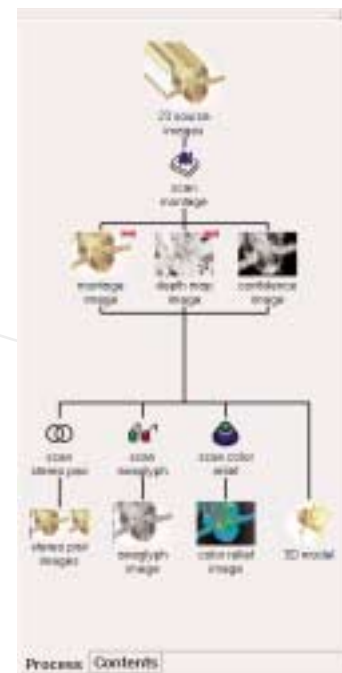 23 source
images
scan
montage
montage
image
depth map
image
confidence
image
scan
stereo pair
scan
anaglyph
scan color
relief
stereo pair
images
anaglyph
image
color relief
image
3D model
Process Contents